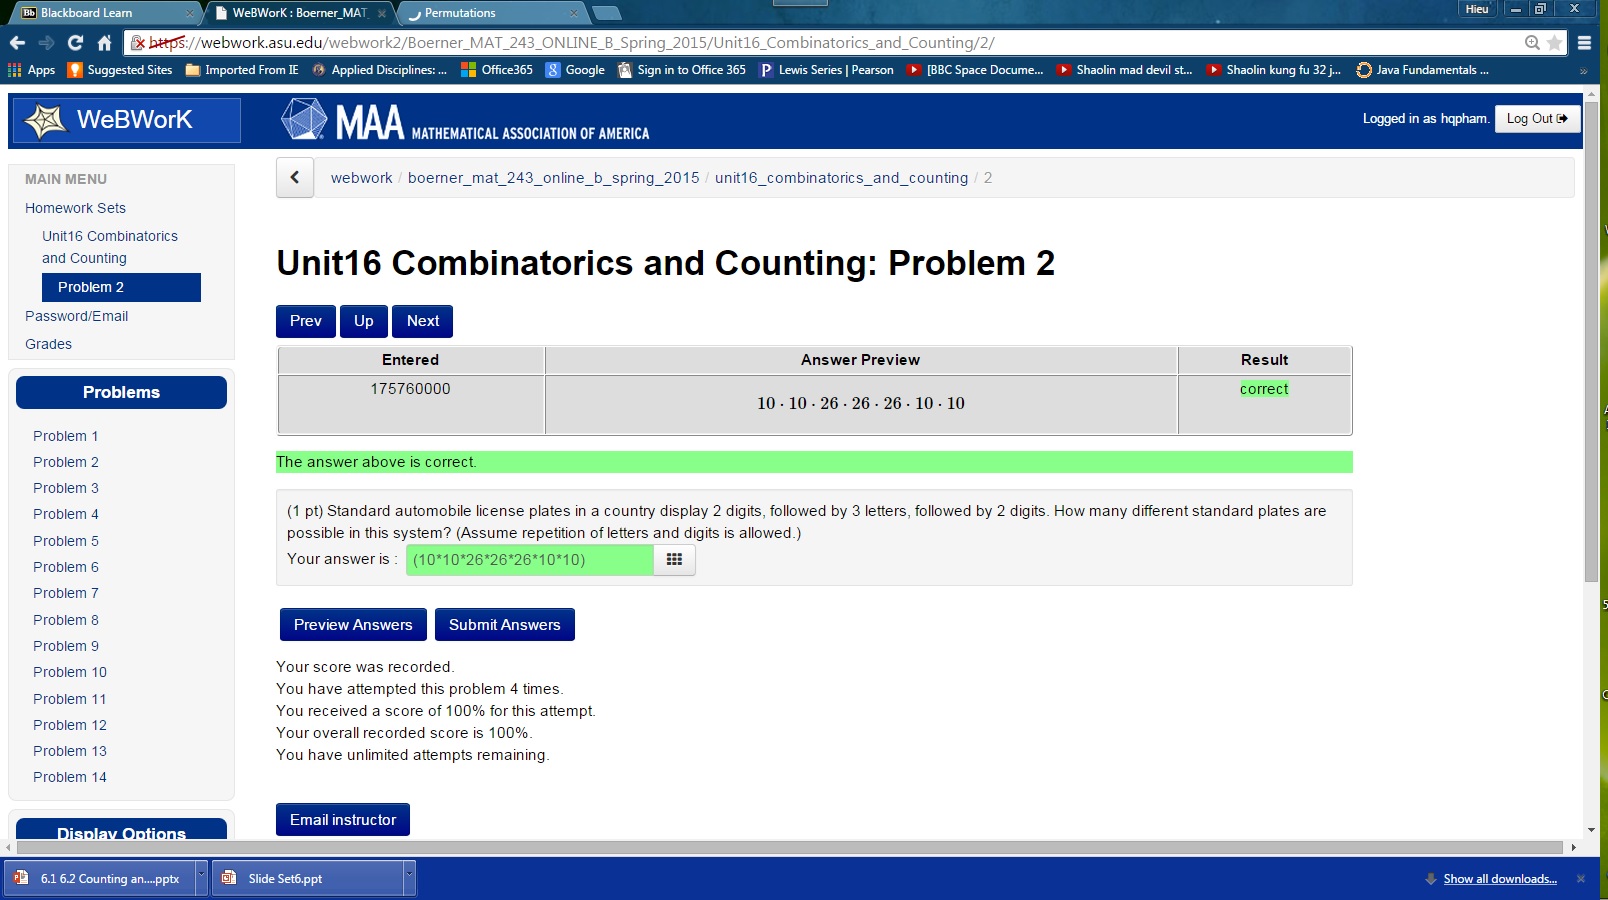 Blackboard Learn
WeBWorK : Boerner_MAT_
Permutations
Hieu
https://webwork.asu.edu/webwork2/Boerner_MAT_243_ONLINE_B_Spring_2015/Unit16_Combinatorics_and_Counting/2/
Apps
Suggested Sites
Imported From IE
Applied Disciplines: ...
Office365
Google
Sign in to Office 365
Lewis Series | Pearson
[BBC Space Docume...
Shaolin mad devil st...
Shaolin kung fu 32 j...
Java Fundamentals ...
»
WeBWorK
MAA MATHEMATICAL ASSOCIATION OF AMERICA
Logged in as hqpham.
Log Out
MAIN MENU
Homework Sets
Unit16 Combinatorics
and Counting
Problem 2
Password/Email
Grades
Problems
Problem 1
Problem 2
Problem 3
Problem 4
Problem 5
Problem 6
Problem 7
Problem 8
Problem 9
Problem 10
Problem 11
Problem 12
Problem 13
Problem 14
Display Options
webwork / boerner_mat_243_online_b_spring_2015 / unit16_combinatorics_and_counting / 2
Unit16 Combinatorics and Counting: Problem 2
Prev
Up
Next
Entered
Answer Preview
Result
175760000
10 · 10 · 26 · 26 · 26 · 10 · 10
correct
The answer above is correct.
(1 pt) Standard automobile license plates in a country display 2 digits, followed by 3 letters, followed by 2 digits. How many different standard plates are
possible in this system? (Assume repetition of letters and digits is allowed.)
Your answer is : (10*10*26*26*26*10*10)
Preview Answers
Submit Answers
Your score was recorded.
You have attempted this problem 4 times.
You received a score of 100% for this attempt.
Your overall recorded score is 100%.
You have unlimited attempts remaining.
Email instructor
6.1 6.2 Counting an....pptx
Slide Set6.ppt
Show all downloads...